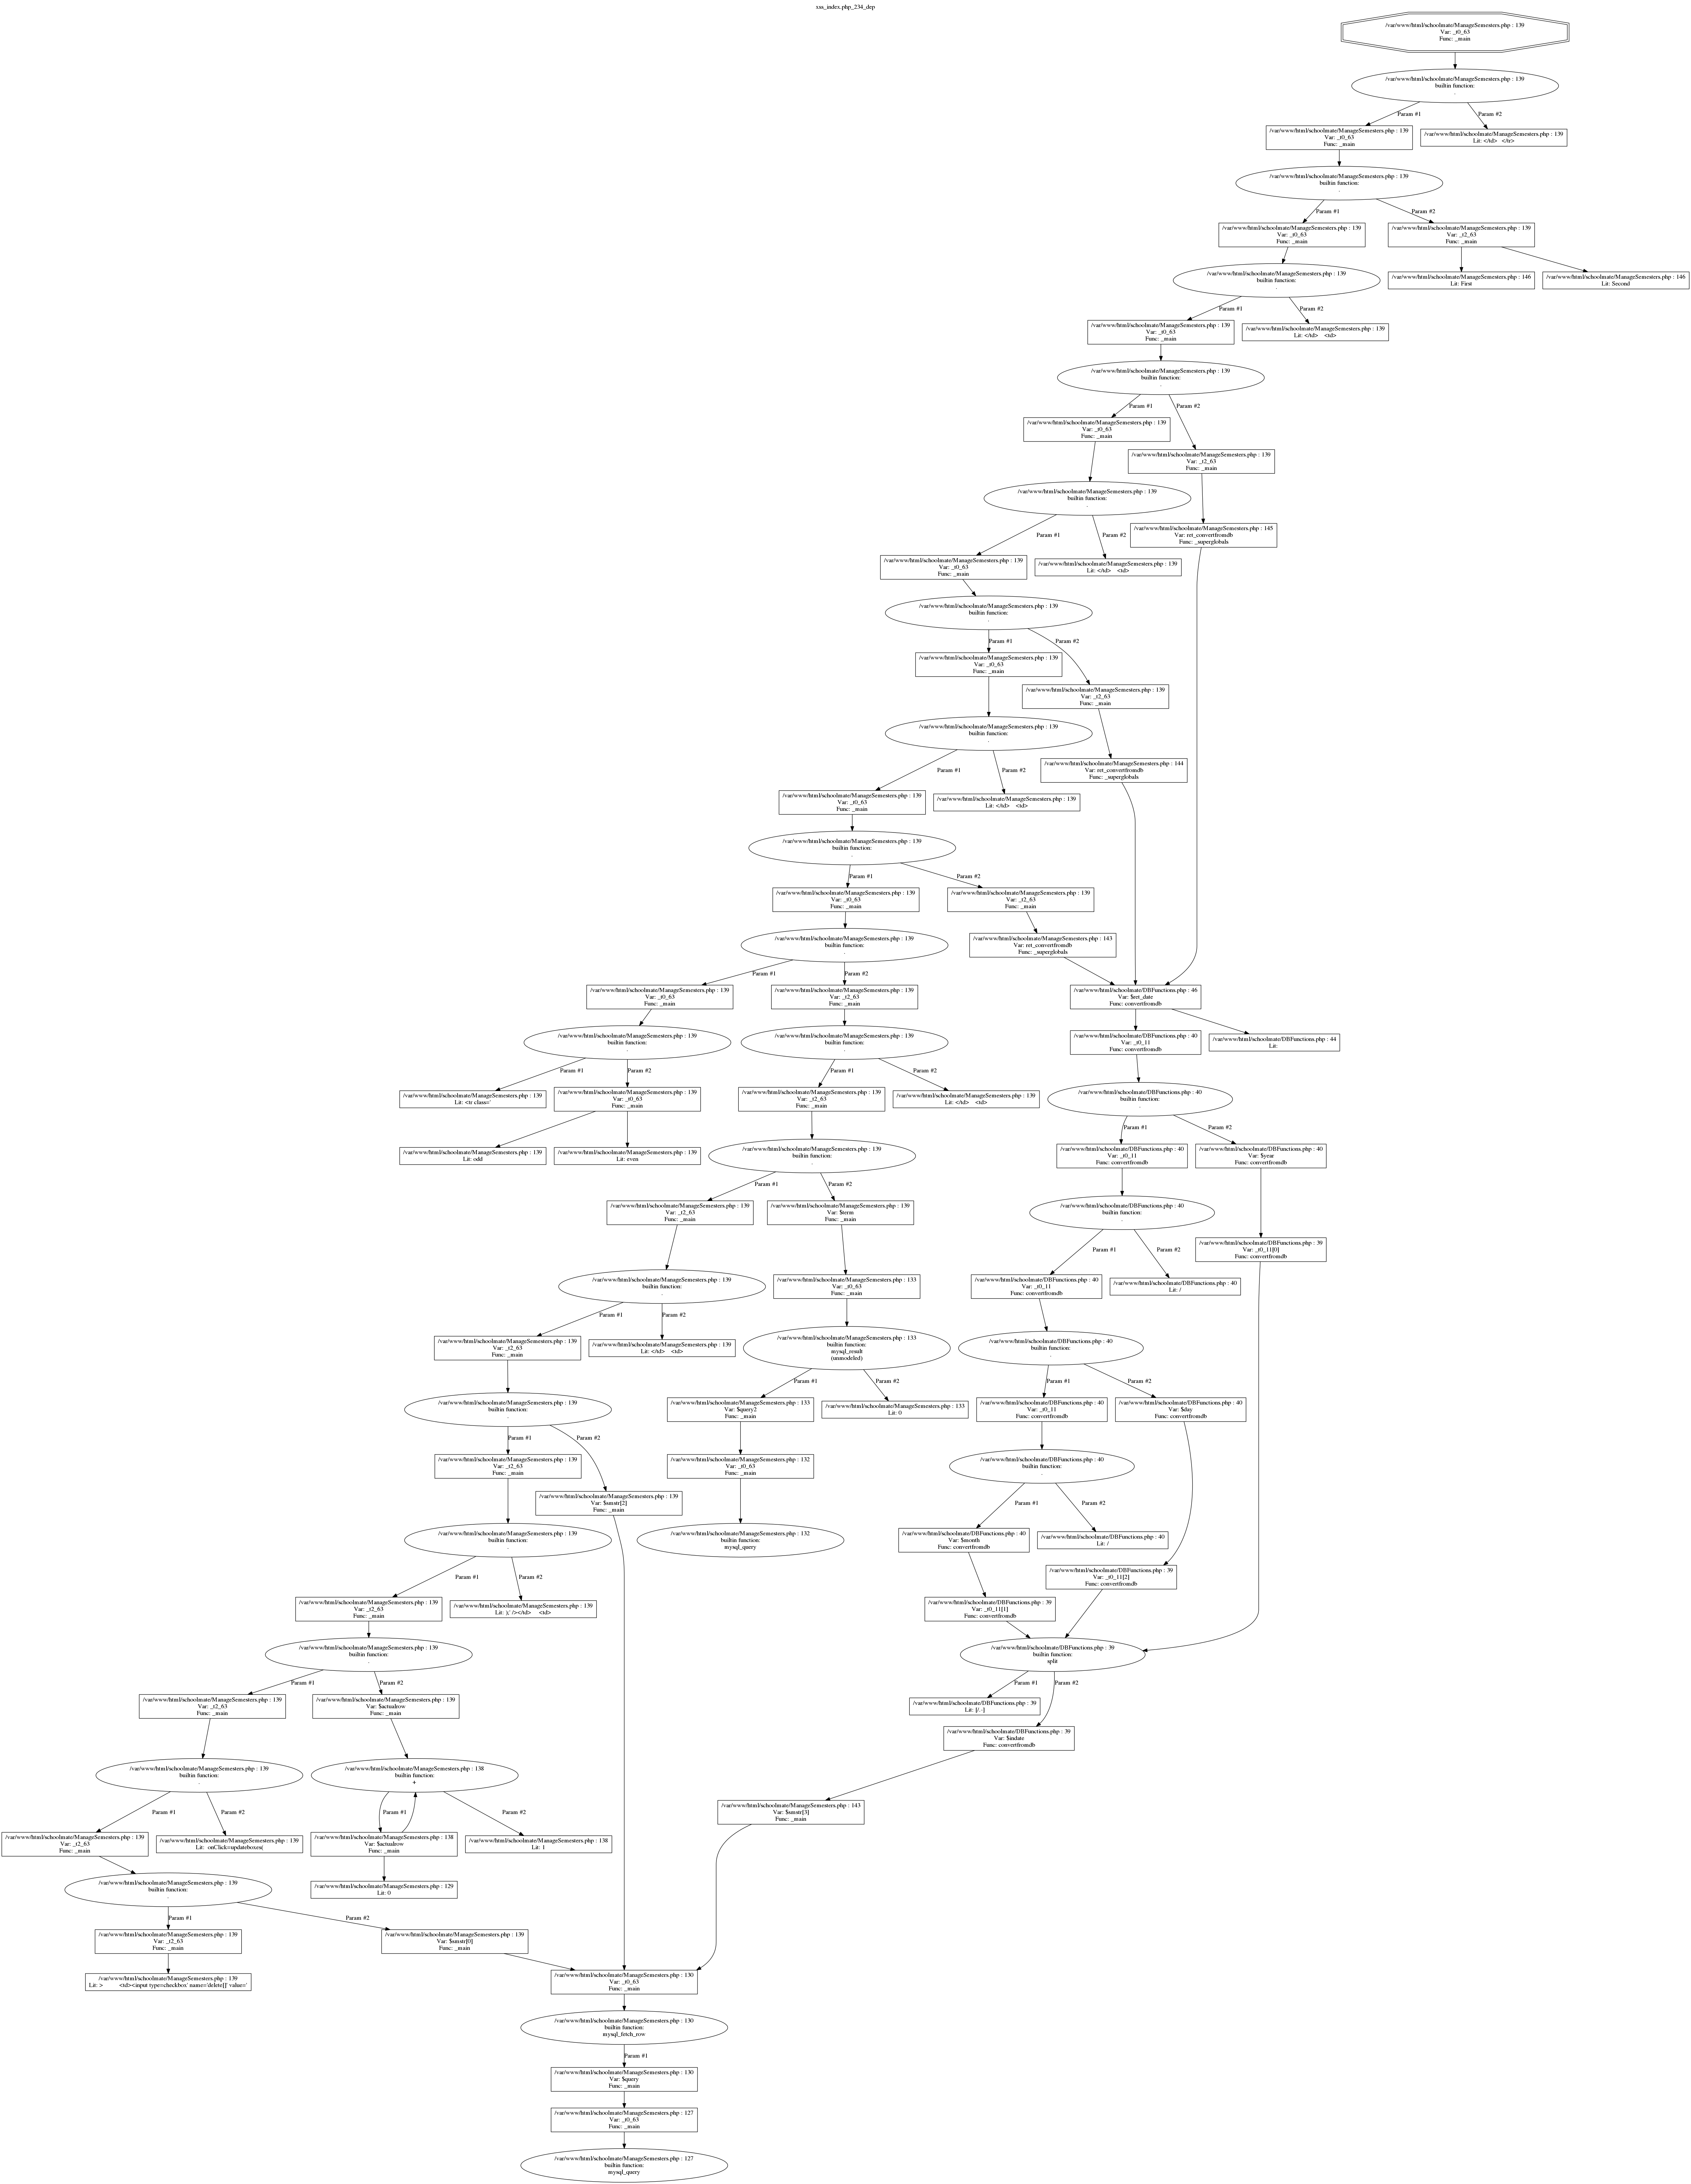 xss_index.php_234_dep
/var/www/html/schoolmate/ManageSemesters.php : 139
Var: _t0_63
Func: _main
/var/www/html/schoolmate/ManageSemesters.php : 139
builtin function:
.
Param #1
Param #2
/var/www/html/schoolmate/ManageSemesters.php : 139
Var: _t0_63
Func: _main
/var/www/html/schoolmate/ManageSemesters.php : 139
Lit: </td> </tr>
/var/www/html/schoolmate/ManageSemesters.php : 139
builtin function:
.
Param #1
Param #2
/var/www/html/schoolmate/ManageSemesters.php : 139
Var: _t0_63
Func: _main
/var/www/html/schoolmate/ManageSemesters.php : 139
Var: _t2_63
Func: _main
/var/www/html/schoolmate/ManageSemesters.php : 139
builtin function:
.
/var/www/html/schoolmate/ManageSemesters.php : 146
Lit: First
/var/www/html/schoolmate/ManageSemesters.php : 146
Lit: Second
Param #1
Param #2
/var/www/html/schoolmate/ManageSemesters.php : 139
Var: _t0_63
Func: _main
/var/www/html/schoolmate/ManageSemesters.php : 139
Lit: </td> <td>
/var/www/html/schoolmate/ManageSemesters.php : 139
builtin function:
.
Param #1
Param #2
/var/www/html/schoolmate/ManageSemesters.php : 139
Var: _t0_63
Func: _main
/var/www/html/schoolmate/ManageSemesters.php : 139
Var: _t2_63
Func: _main
/var/www/html/schoolmate/ManageSemesters.php : 139
builtin function:
.
/var/www/html/schoolmate/ManageSemesters.php : 145
Var: ret_convertfromdb
Func: _superglobals
Param #1
Param #2
/var/www/html/schoolmate/ManageSemesters.php : 139
Var: _t0_63
Func: _main
/var/www/html/schoolmate/ManageSemesters.php : 139
Lit: </td> <td>
/var/www/html/schoolmate/ManageSemesters.php : 139
builtin function:
.
Param #1
Param #2
/var/www/html/schoolmate/ManageSemesters.php : 139
Var: _t0_63
Func: _main
/var/www/html/schoolmate/ManageSemesters.php : 139
Var: _t2_63
Func: _main
/var/www/html/schoolmate/ManageSemesters.php : 139
builtin function:
.
/var/www/html/schoolmate/ManageSemesters.php : 144
Var: ret_convertfromdb
Func: _superglobals
Param #1
Param #2
/var/www/html/schoolmate/ManageSemesters.php : 139
Var: _t0_63
Func: _main
/var/www/html/schoolmate/ManageSemesters.php : 139
Lit: </td> <td>
/var/www/html/schoolmate/ManageSemesters.php : 139
builtin function:
.
Param #1
Param #2
/var/www/html/schoolmate/ManageSemesters.php : 139
Var: _t0_63
Func: _main
/var/www/html/schoolmate/ManageSemesters.php : 139
Var: _t2_63
Func: _main
/var/www/html/schoolmate/ManageSemesters.php : 139
builtin function:
.
/var/www/html/schoolmate/ManageSemesters.php : 143
Var: ret_convertfromdb
Func: _superglobals
Param #1
Param #2
/var/www/html/schoolmate/ManageSemesters.php : 139
Var: _t0_63
Func: _main
/var/www/html/schoolmate/ManageSemesters.php : 139
Var: _t2_63
Func: _main
/var/www/html/schoolmate/DBFunctions.php : 46
Var: $ret_date
Func: convertfromdb
/var/www/html/schoolmate/ManageSemesters.php : 139
builtin function:
.
/var/www/html/schoolmate/ManageSemesters.php : 139
builtin function:
.
/var/www/html/schoolmate/DBFunctions.php : 40
Var: _t0_11
Func: convertfromdb
/var/www/html/schoolmate/DBFunctions.php : 44
Lit:
Param #1
Param #2
Param #1
Param #2
/var/www/html/schoolmate/ManageSemesters.php : 139
Lit: <tr class='
/var/www/html/schoolmate/ManageSemesters.php : 139
Var: _t0_63
Func: _main
/var/www/html/schoolmate/ManageSemesters.php : 139
Var: _t2_63
Func: _main
/var/www/html/schoolmate/ManageSemesters.php : 139
Lit: </td> <td>
/var/www/html/schoolmate/DBFunctions.php : 40
builtin function:
.
Param #1
Param #2
/var/www/html/schoolmate/ManageSemesters.php : 139
Lit: odd
/var/www/html/schoolmate/ManageSemesters.php : 139
Lit: even
/var/www/html/schoolmate/ManageSemesters.php : 139
builtin function:
.
/var/www/html/schoolmate/DBFunctions.php : 40
Var: _t0_11
Func: convertfromdb
/var/www/html/schoolmate/DBFunctions.php : 40
Var: $year
Func: convertfromdb
Param #1
Param #2
/var/www/html/schoolmate/ManageSemesters.php : 139
Var: _t2_63
Func: _main
/var/www/html/schoolmate/ManageSemesters.php : 139
Var: $term
Func: _main
/var/www/html/schoolmate/DBFunctions.php : 40
builtin function:
.
Param #1
Param #2
/var/www/html/schoolmate/DBFunctions.php : 39
Var: _t0_11[0]
Func: convertfromdb
/var/www/html/schoolmate/ManageSemesters.php : 139
builtin function:
.
/var/www/html/schoolmate/ManageSemesters.php : 133
Var: _t0_63
Func: _main
/var/www/html/schoolmate/DBFunctions.php : 40
Var: _t0_11
Func: convertfromdb
/var/www/html/schoolmate/DBFunctions.php : 40
Lit: /
Param #1
Param #2
/var/www/html/schoolmate/ManageSemesters.php : 139
Var: _t2_63
Func: _main
/var/www/html/schoolmate/ManageSemesters.php : 139
Lit: </td> <td>
/var/www/html/schoolmate/ManageSemesters.php : 133
builtin function:
mysql_result
(unmodeled)
/var/www/html/schoolmate/DBFunctions.php : 40
builtin function:
.
Param #1
Param #2
Param #1
Param #2
/var/www/html/schoolmate/ManageSemesters.php : 139
builtin function:
.
/var/www/html/schoolmate/ManageSemesters.php : 133
Var: $query2
Func: _main
/var/www/html/schoolmate/ManageSemesters.php : 133
Lit: 0
/var/www/html/schoolmate/DBFunctions.php : 40
Var: _t0_11
Func: convertfromdb
/var/www/html/schoolmate/DBFunctions.php : 40
Var: $day
Func: convertfromdb
Param #1
Param #2
/var/www/html/schoolmate/ManageSemesters.php : 139
Var: _t2_63
Func: _main
/var/www/html/schoolmate/ManageSemesters.php : 132
Var: _t0_63
Func: _main
/var/www/html/schoolmate/DBFunctions.php : 40
builtin function:
.
/var/www/html/schoolmate/ManageSemesters.php : 139
Var: $smstr[2]
Func: _main
Param #1
Param #2
/var/www/html/schoolmate/ManageSemesters.php : 139
builtin function:
.
/var/www/html/schoolmate/ManageSemesters.php : 132
builtin function:
mysql_query
/var/www/html/schoolmate/DBFunctions.php : 40
Var: $month
Func: convertfromdb
/var/www/html/schoolmate/DBFunctions.php : 40
Lit: /
Param #1
Param #2
/var/www/html/schoolmate/DBFunctions.php : 39
Var: _t0_11[2]
Func: convertfromdb
/var/www/html/schoolmate/ManageSemesters.php : 139
Var: _t2_63
Func: _main
/var/www/html/schoolmate/ManageSemesters.php : 139
Lit: );' /></td> <td>
/var/www/html/schoolmate/DBFunctions.php : 39
Var: _t0_11[1]
Func: convertfromdb
/var/www/html/schoolmate/ManageSemesters.php : 139
builtin function:
.
/var/www/html/schoolmate/DBFunctions.php : 39
builtin function:
split
Param #1
Param #2
Param #1
Param #2
/var/www/html/schoolmate/ManageSemesters.php : 139
Var: _t2_63
Func: _main
/var/www/html/schoolmate/ManageSemesters.php : 139
Var: $actualrow
Func: _main
/var/www/html/schoolmate/DBFunctions.php : 39
Lit: [/.-]
/var/www/html/schoolmate/DBFunctions.php : 39
Var: $indate
Func: convertfromdb
/var/www/html/schoolmate/ManageSemesters.php : 139
builtin function:
.
/var/www/html/schoolmate/ManageSemesters.php : 138
builtin function:
+
Param #1
Param #2
Param #1
Param #2
/var/www/html/schoolmate/ManageSemesters.php : 143
Var: $smstr[3]
Func: _main
/var/www/html/schoolmate/ManageSemesters.php : 139
Var: _t2_63
Func: _main
/var/www/html/schoolmate/ManageSemesters.php : 139
Lit: onClick=updateboxes(
/var/www/html/schoolmate/ManageSemesters.php : 138
Var: $actualrow
Func: _main
/var/www/html/schoolmate/ManageSemesters.php : 138
Lit: 1
/var/www/html/schoolmate/ManageSemesters.php : 139
builtin function:
.
/var/www/html/schoolmate/ManageSemesters.php : 129
Lit: 0
Param #1
Param #2
/var/www/html/schoolmate/ManageSemesters.php : 139
Var: _t2_63
Func: _main
/var/www/html/schoolmate/ManageSemesters.php : 139
Var: $smstr[0]
Func: _main
/var/www/html/schoolmate/ManageSemesters.php : 139
Lit: > <td><input type=checkbox' name='delete[]' value='
/var/www/html/schoolmate/ManageSemesters.php : 130
Var: _t0_63
Func: _main
/var/www/html/schoolmate/ManageSemesters.php : 130
builtin function:
mysql_fetch_row
Param #1
/var/www/html/schoolmate/ManageSemesters.php : 130
Var: $query
Func: _main
/var/www/html/schoolmate/ManageSemesters.php : 127
Var: _t0_63
Func: _main
/var/www/html/schoolmate/ManageSemesters.php : 127
builtin function:
mysql_query